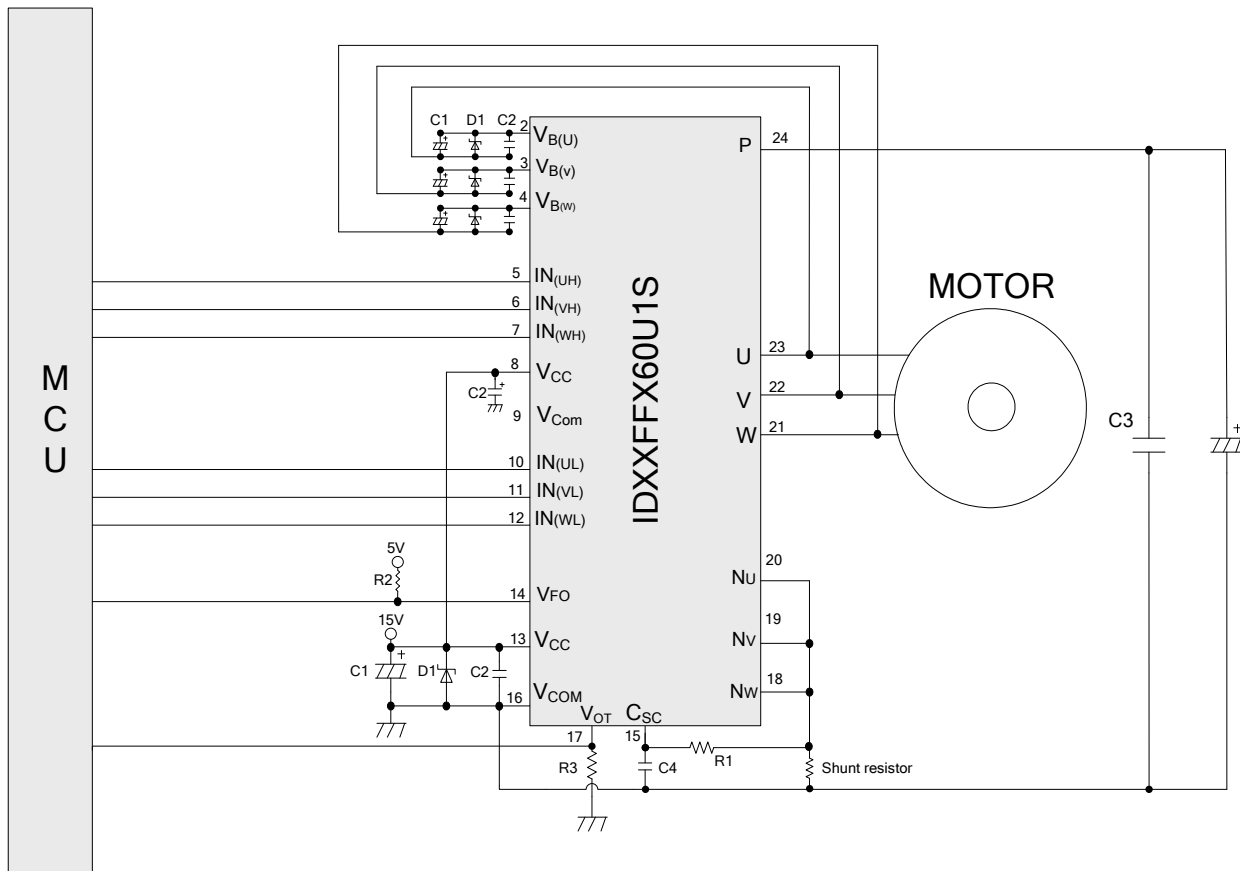 MCU
C1 D1 C2
2 VB(U)
3 VB(v)
4 VB(W)
P 24
5 IN(UH)
6 IN(VH)
7 IN(WH)
8 VCC
C2 +
9 VCom
10 IN(UL)
11 IN(VL)
12 IN(WL)
5V
R2
14 VFO
15V
13 VCC
C1 + D1 C2
16 VCOM
VOT
17
CSC
15
IDXXFFX60U1S
MOTOR
U 23
V 22
W 21
C3
+
NU 20
NV 19
NW 18
R3
C4
R1
Shunt resistor